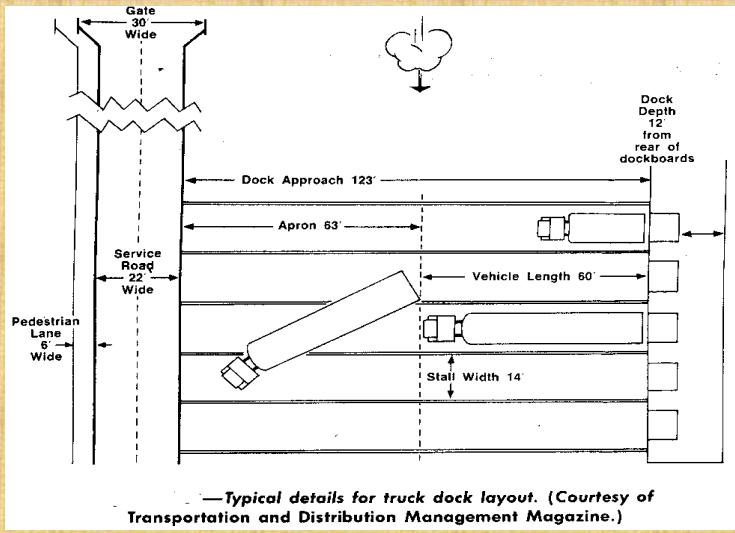 Gate
30'
Wide
Dock
Depth
12'
from
rear of
dockboards
Dock Approach 123'
Apron 63'
Service
Road
22'
Wide
Vehicle Length 60'
Pedestrian
Lane
6'
Wide
Stall Width 14'
—Typical details for truck dock layout. (Courtesy of
Transportation and Distribution Management Magazine.)